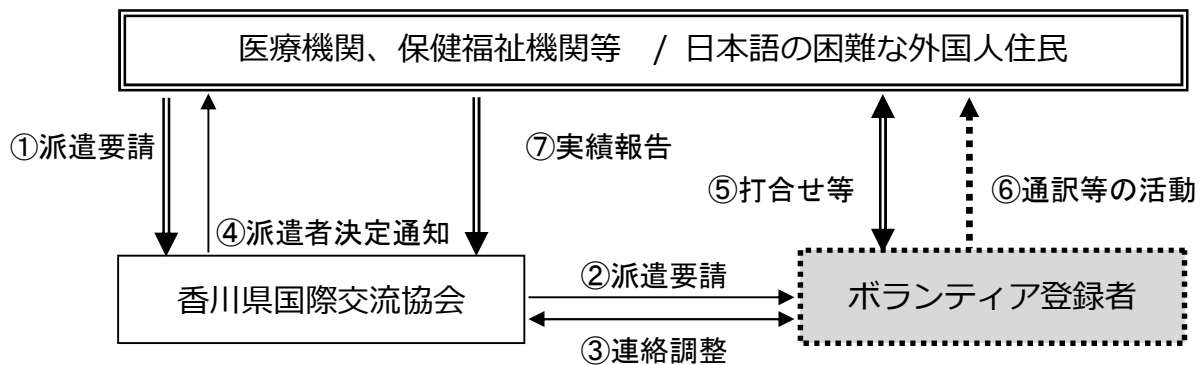 医療機関、保健福祉機関等 / 日本語の困難な外国人住民
①派遣要請
⑦実績報告
⑤打合せ等
⑥通訳等の活動
④派遣者決定通知
香川県国際交流協会
②派遣要請
ボランティア登録者
③連絡調整